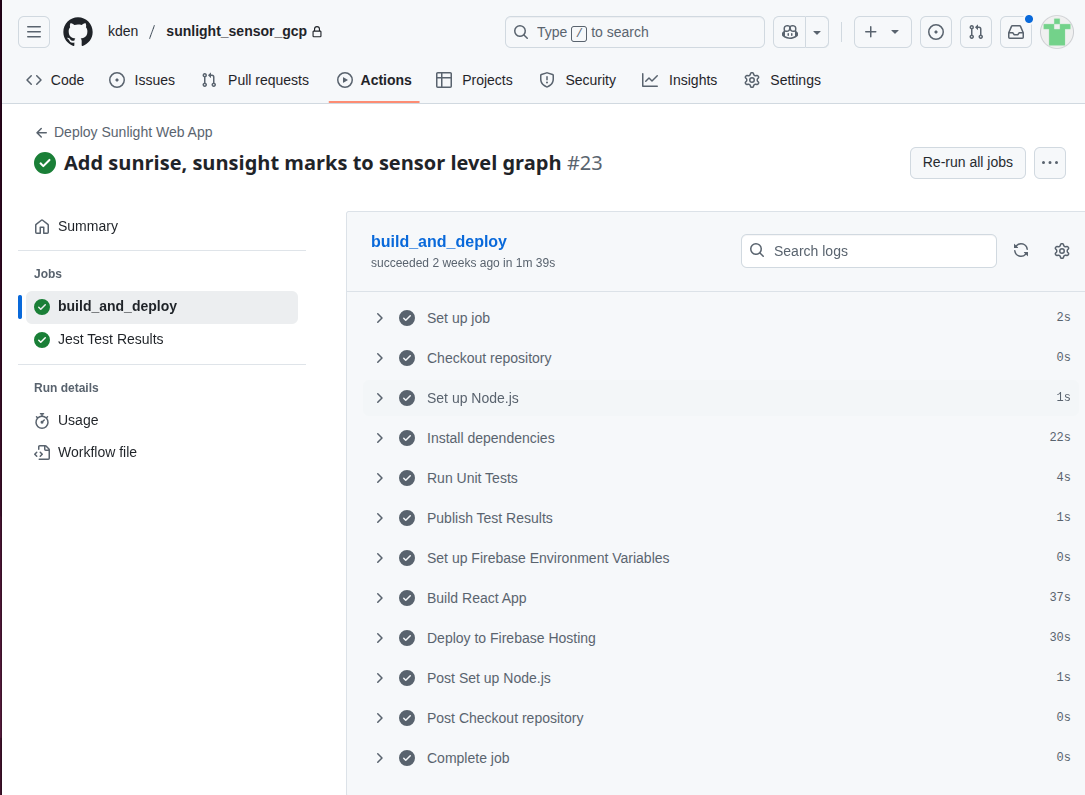 kden / sunlight_sensor_gcp
Type / to search
Code Issues Pull requests Actions Projects Security Insights Settings
Deploy Sunlight Web App
Add sunrise, sunsight marks to sensor level graph #23
Re-run all jobs
Summary
Jobs
build_and_deploy
Jest Test Results
Run details
Usage
Workflow file
build_and_deploy
succeeded 2 weeks ago in 1m 39s
Search logs
Set up job 2s
Checkout repository 0s
Set up Node.js 1s
Install dependencies 22s
Run Unit Tests 4s
Publish Test Results 1s
Set up Firebase Environment Variables 0s
Build React App 37s
Deploy to Firebase Hosting 30s
Post Set up Node.js 1s
Post Checkout repository 0s
Complete job 0s